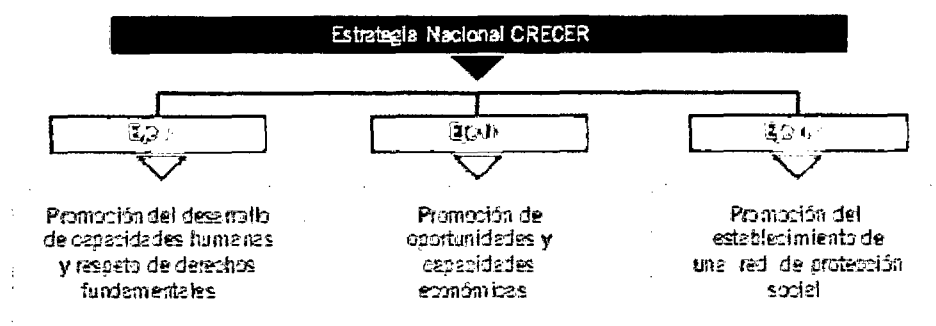 Estrategia Nacional CRECER
Promoción del desarrollo
de capacidades humanas
y respeto de derechos
fundamentales
Promoción de
oportunidades y
capacidades
económicas
Promoción del
establecimiento de
una red de protección
social